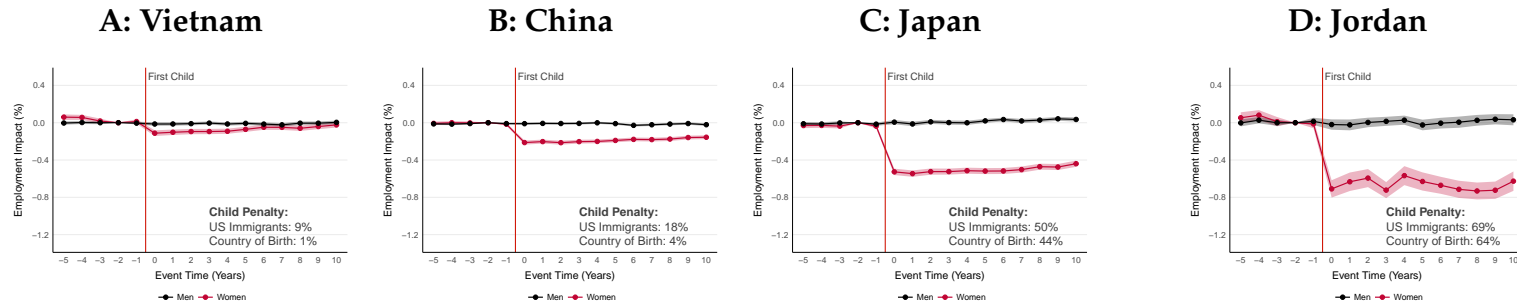 A: Vietnam
First Child
Employment Impact (%)
0.4
0.0
−0.4
−0.8
−1.2
Child Penalty:
US Immigrants: 9%
Country of Birth: 1%
−5 −4 −3 −2 −1 0 1 2 3 4 5 6 7 8 9 10
Event Time (Years)
Men Women
B: China
First Child
Employment Impact (%)
0.4
0.0
−0.4
−0.8
−1.2
Child Penalty:
US Immigrants: 18%
Country of Birth: 4%
−5 −4 −3 −2 −1 0 1 2 3 4 5 6 7 8 9 10
Event Time (Years)
Men Women
C: Japan
First Child
Employment Impact (%)
0.4
0.0
−0.4
−0.8
−1.2
Child Penalty:
US Immigrants: 50%
Country of Birth: 44%
−5 −4 −3 −2 −1 0 1 2 3 4 5 6 7 8 9 10
Event Time (Years)
Men Women
D: Jordan
First Child
Employment Impact (%)
0.4
0.0
−0.4
−0.8
−1.2
Child Penalty:
US Immigrants: 69%
Country of Birth: 64%
−5 −4 −3 −2 −1 0 1 2 3 4 5 6 7 8 9 10
Event Time (Years)
Men Women